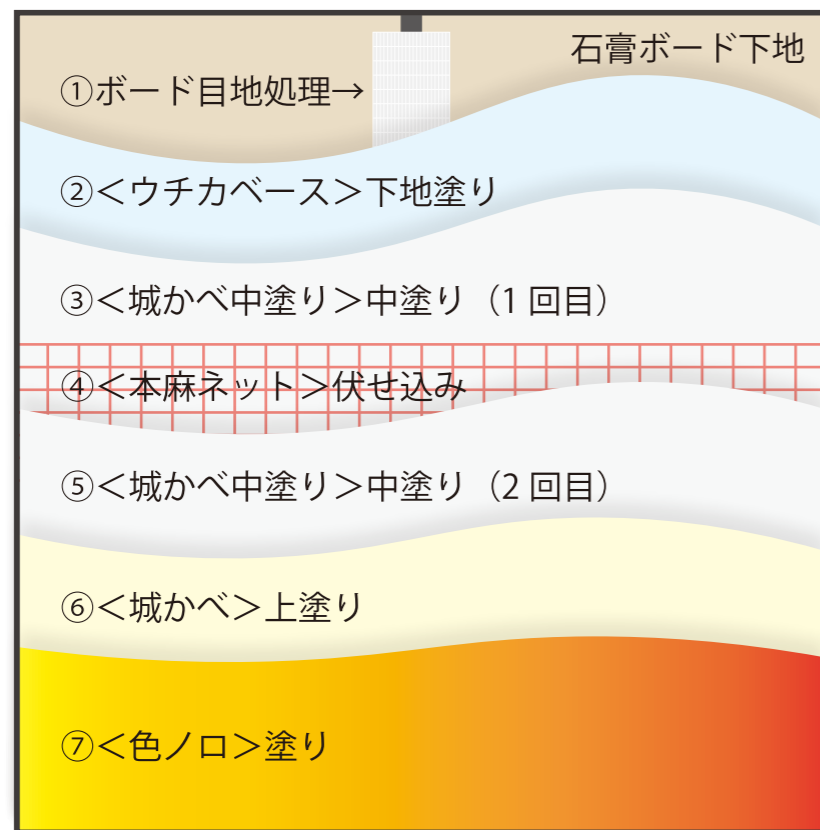 石膏ボード下地
①ボード目地処理→
②＜ウチカベース＞下地塗り
③＜城かべ中塗り＞中塗り（1 回目）
④＜本麻ネット＞伏せ込み
⑤＜城かべ中塗り＞中塗り（2 回目）
⑥＜城かべ＞上塗り
⑦＜色ノロ＞塗り